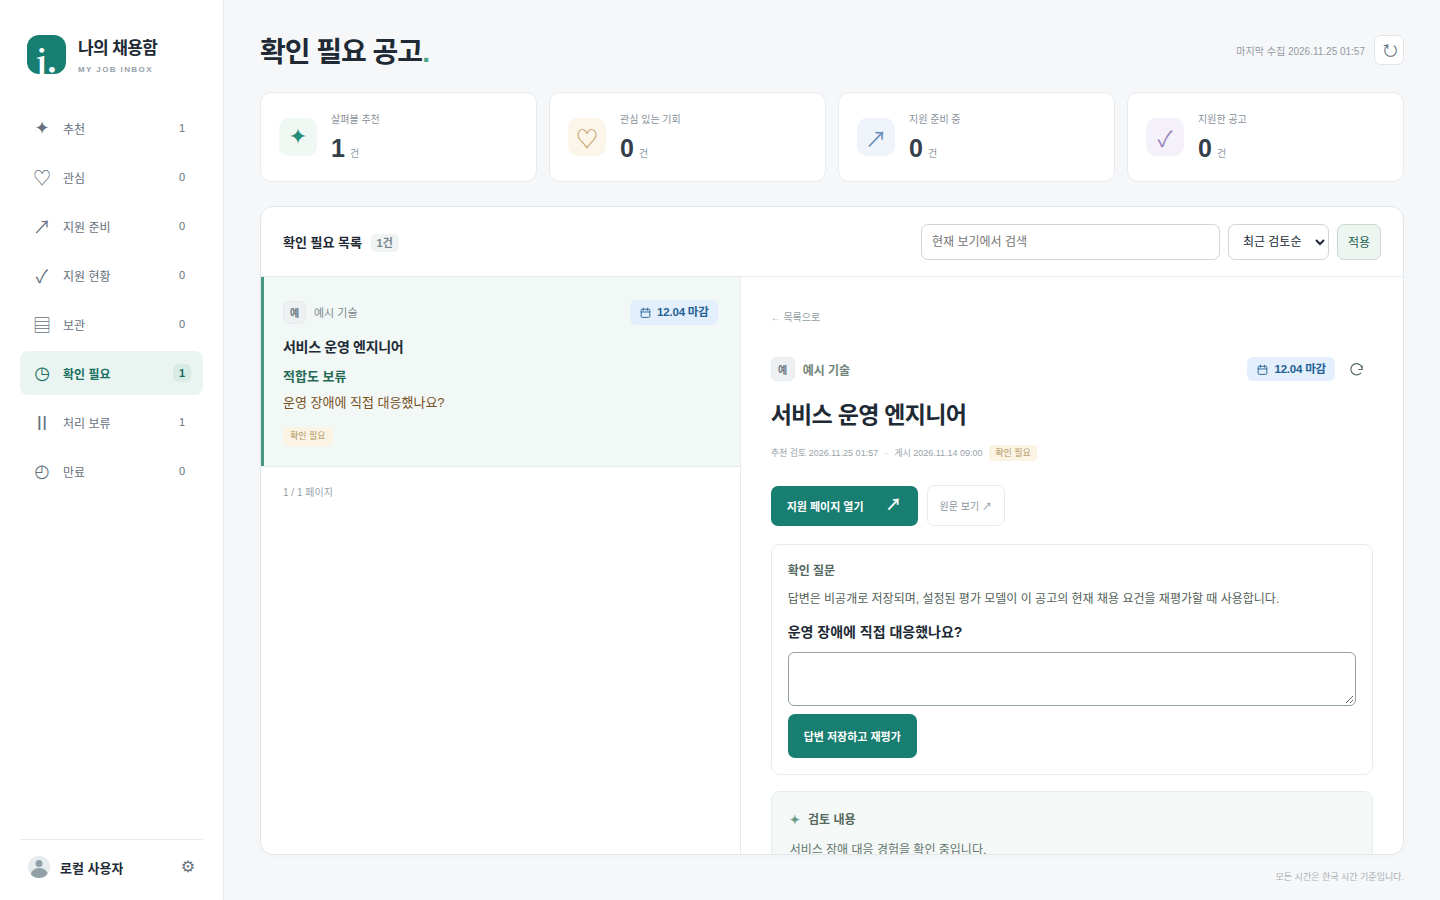 나의 채용함
MY JOB INBOX
추천 1
관심 0
지원 준비 0
지원 현황 0
보관 0
확인 필요 1
처리 보류 1
만료 0
로컬 사용자
확인 필요 공고.
마지막 수집 2026.11.25 01:57
살펴볼 추천
1 건
관심 있는 기회
0 건
지원 준비 중
0 건
지원한 공고
0 건
확인 필요 목록 1건
현재 보기에서 검색
최근 검토순
적용
예 예시 기술
12.04 마감
서비스 운영 엔지니어
적합도 보류
운영 장애에 직접 대응했나요?
확인 필요
1 / 1 페이지
← 목록으로
예 예시 기술
12.04 마감
서비스 운영 엔지니어
추천 검토 2026.11.25 01:57 · 게시 2026.11.14 09:00 확인 필요
지원 페이지 열기 ↗
원문 보기 ↗
확인 질문
답변은 비공개로 저장되며, 설정된 평가 모델이 이 공고의 현재 채용 요건을 재평가할 때 사용합니다.
운영 장애에 직접 대응했나요?
답변 저장하고 재평가
✦ 검토 내용
서비스 장애 대응 경험을 확인 중입니다.
모든 시간은 한국 시간 기준입니다.